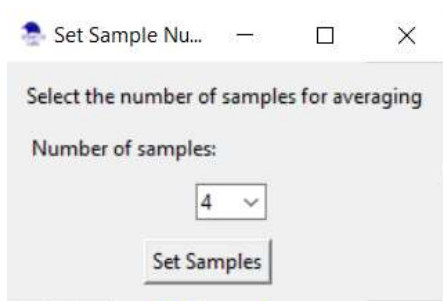 Set Sample Nu...
Select the number of samples for averaging
Number of samples:
4
Set Samples